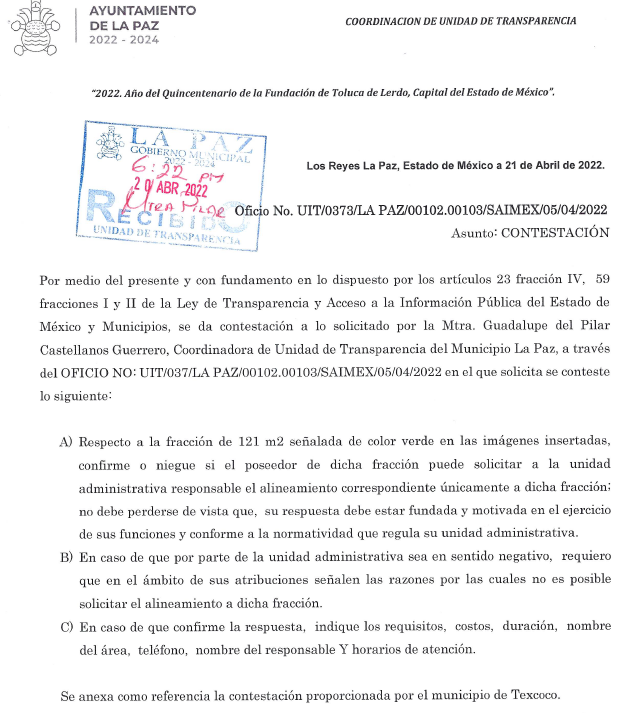 AYUNTAMIENTO
DE LA PAZ
2022 - 2024
COORDINACION DE UNIDAD DE TRANSPARENCIA
"2022. Año del Quincentenario de la Fundación de Toluca de Lerdo, Capital del Estado de México".
LA PAZ
GOBIERNO MUNICIPAL
2022 - 2024
6:22 PM
20 ABR 2022
Mtra Pilar
RECIBIDO
UNIDAD DE TRANSPARENCIA
Los Reyes La Paz, Estado de México a 21 de Abril de 2022.
Oficio No. UIT/0373/LA PAZ/00102.00103/SAIMEX/05/04/2022
Asunto: CONTESTACIÓN
Por medio del presente y con fundamento en lo dispuesto por los artículos 23 fracción IV, 59
fracciones I y II de la Ley de Transparencia y Acceso a la Información Pública del Estado de
México y Municipios, se da contestación a lo solicitado por la Mtra. Guadalupe del Pilar
Castellanos Guerrero, Coordinadora de Unidad de Transparencia del Municipio La Paz, a través
del OFICIO NO: UIT/037/LA PAZ/00102.00103/SAIMEX/05/04/2022 en el que solicita se conteste
lo siguiente:
A) Respecto a la fracción de 121 m2 señalada de color verde en las imágenes insertadas,
confirme o niegue si el poseedor de dicha fracción puede solicitar a la unidad
administrativa responsable el alineamiento correspondiente únicamente a dicha fracción;
no debe perderse de vista que, su respuesta debe estar fundada y motivada en el ejercicio
de sus funciones y conforme a la normatividad que regula su unidad administrativa.
B) En caso de que por parte de la unidad administrativa sea en sentido negativo, requiero
que en el ámbito de sus atribuciones señalen las razones por las cuales no es posible
solicitar el alineamiento a dicha fracción.
C) En caso de que confirme la respuesta, indique los requisitos, costos, duración, nombre
del área, teléfono, nombre del responsable Y horarios de atención.
Se anexa como referencia la contestación proporcionada por el municipio de Texcoco.